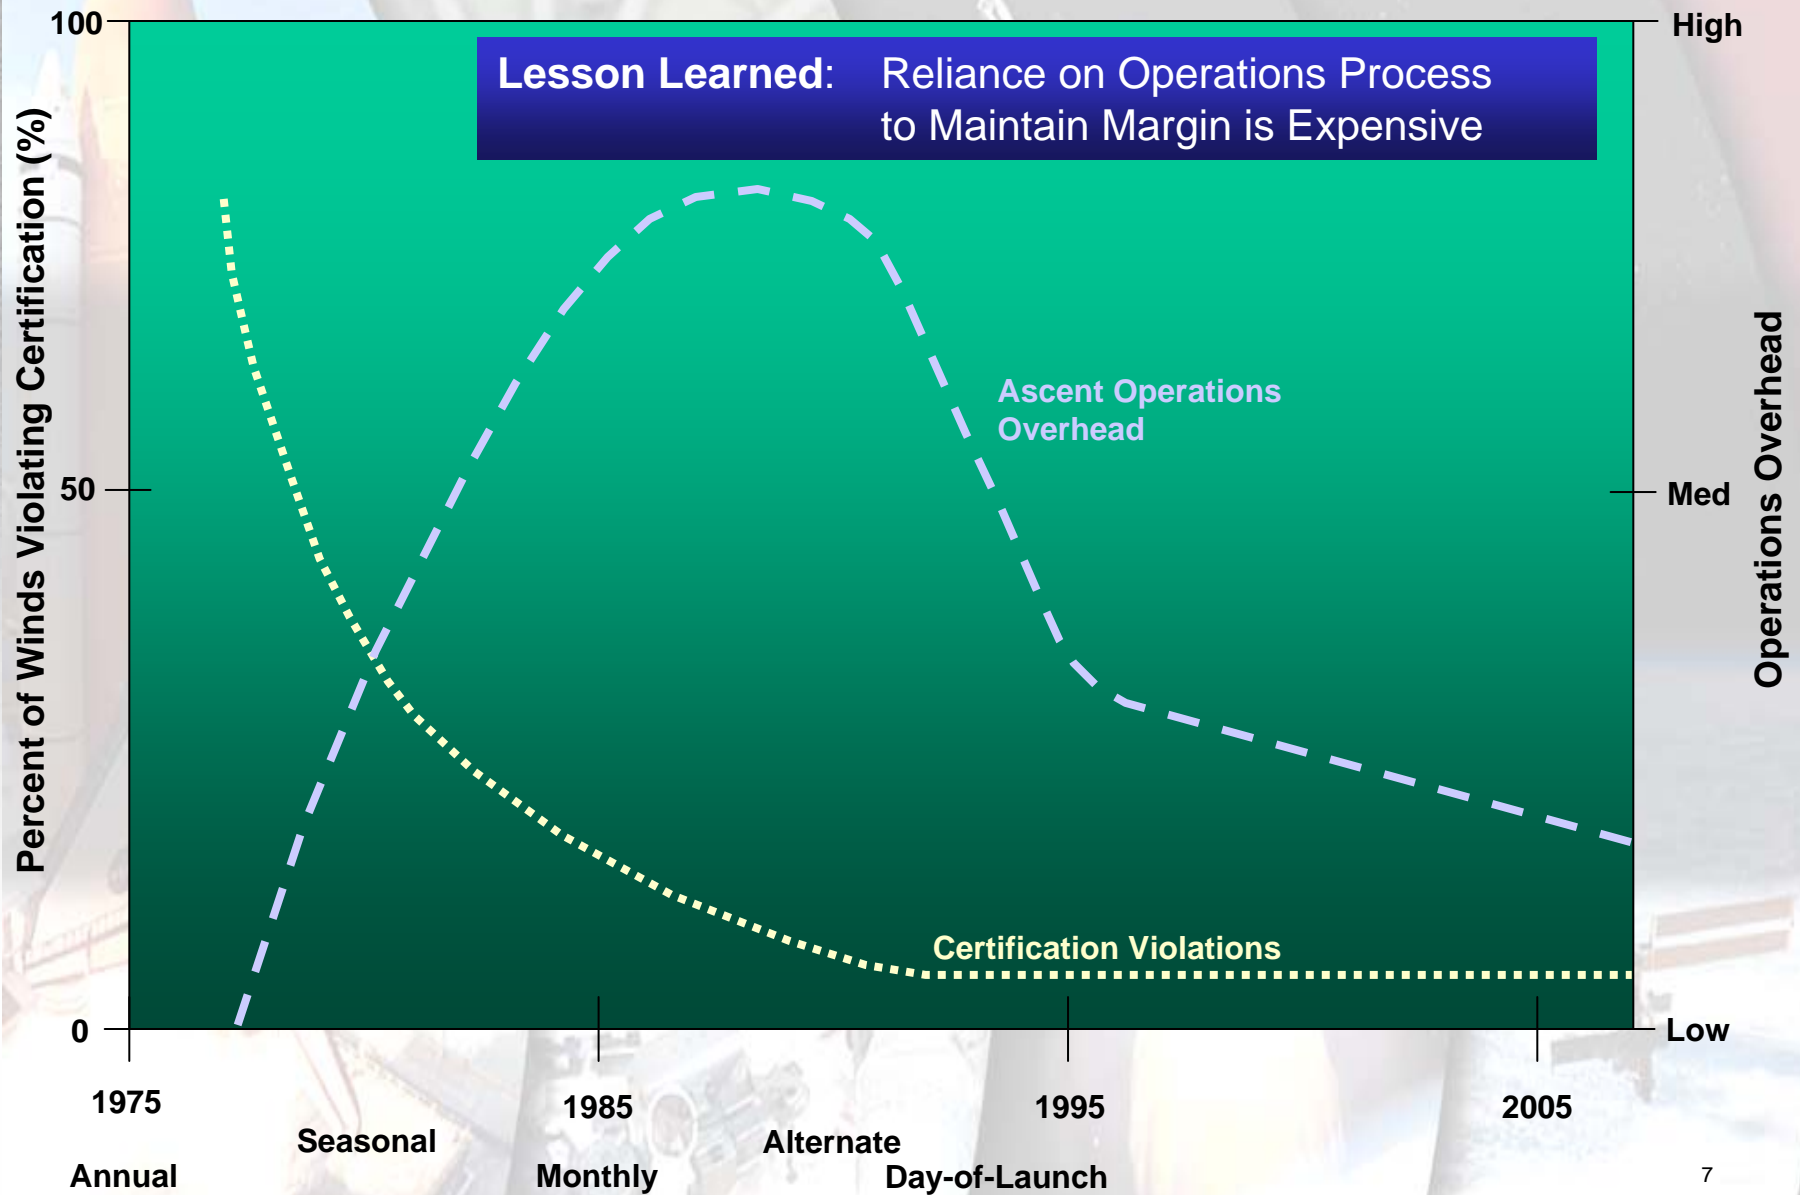 100
High
Lesson Learned: Reliance on Operations Process
to Maintain Margin is Expensive
Percent of Winds Violating Certification (%)
Operations Overhead
Ascent Operations
Overhead
50
Med
Certification Violations
0
Low
1975
1985
1995
2005
Seasonal
Alternate
Annual
Monthly
Day-of-Launch
7